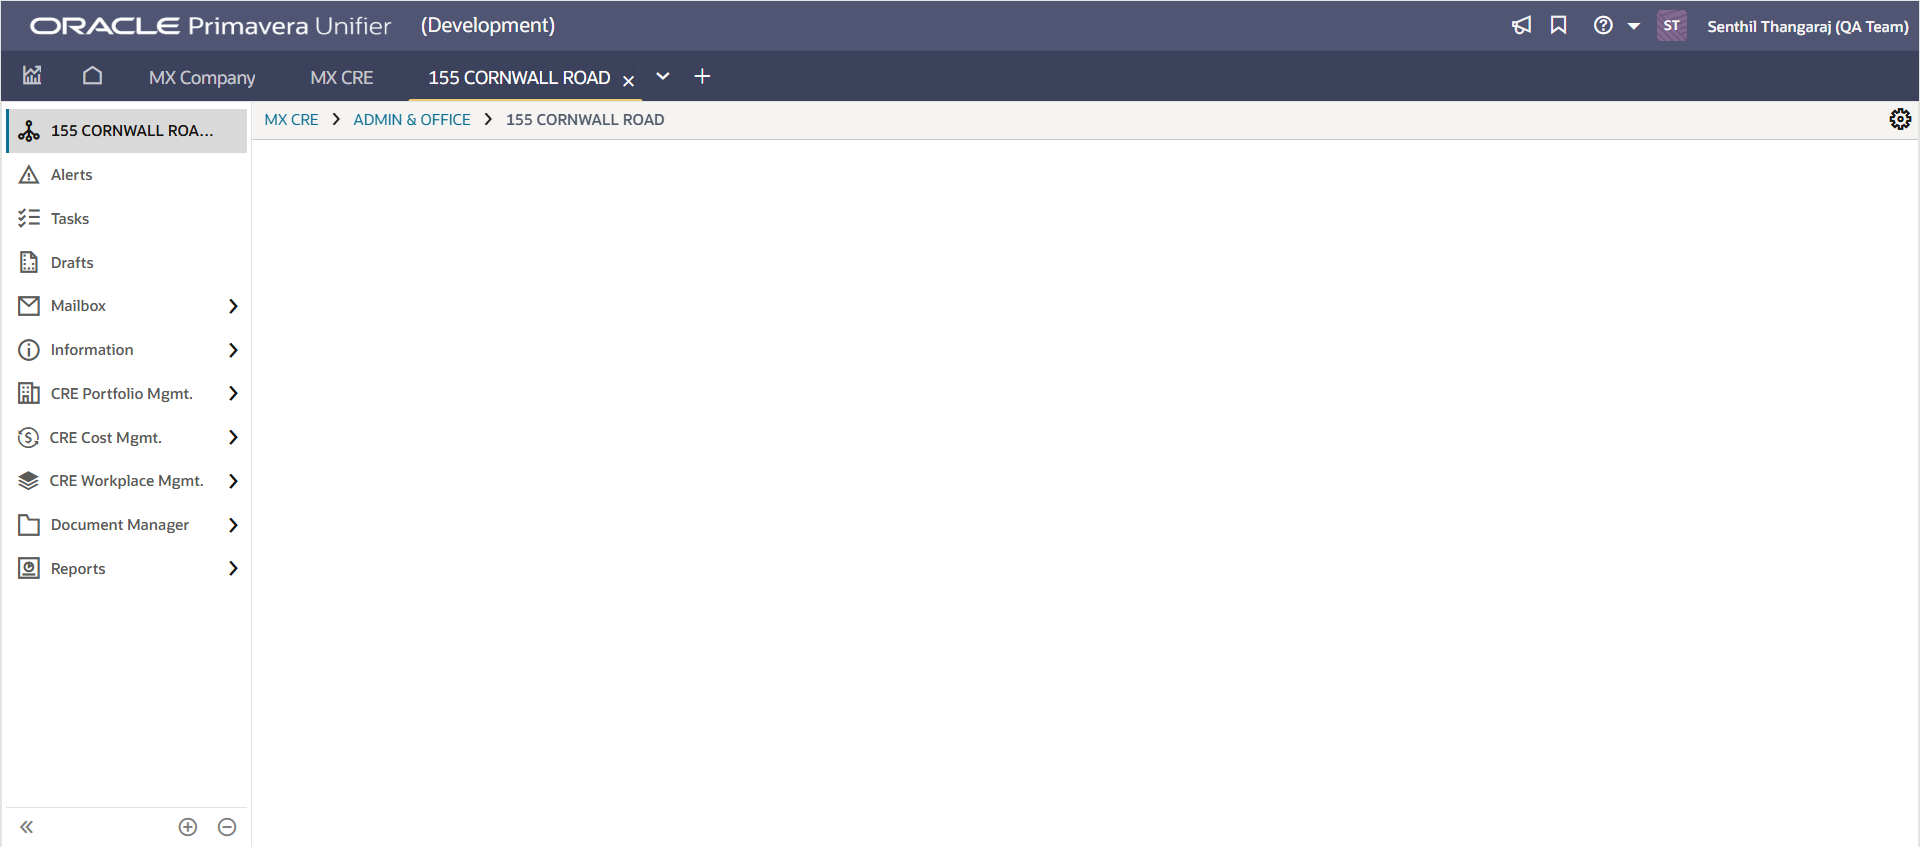 ORACLE Primavera Unifier (Development) ST Senthil Thangaraj (QA Team)
MX Company MX CRE 155 CORNWALL ROAD
155 CORNWALL ROA...
MX CRE ADMIN & OFFICE 155 CORNWALL ROAD
Alerts
Tasks
Drafts
Mailbox
Information
CRE Portfolio Mgmt.
CRE Cost Mgmt.
CRE Workplace Mgmt.
Document Manager
Reports